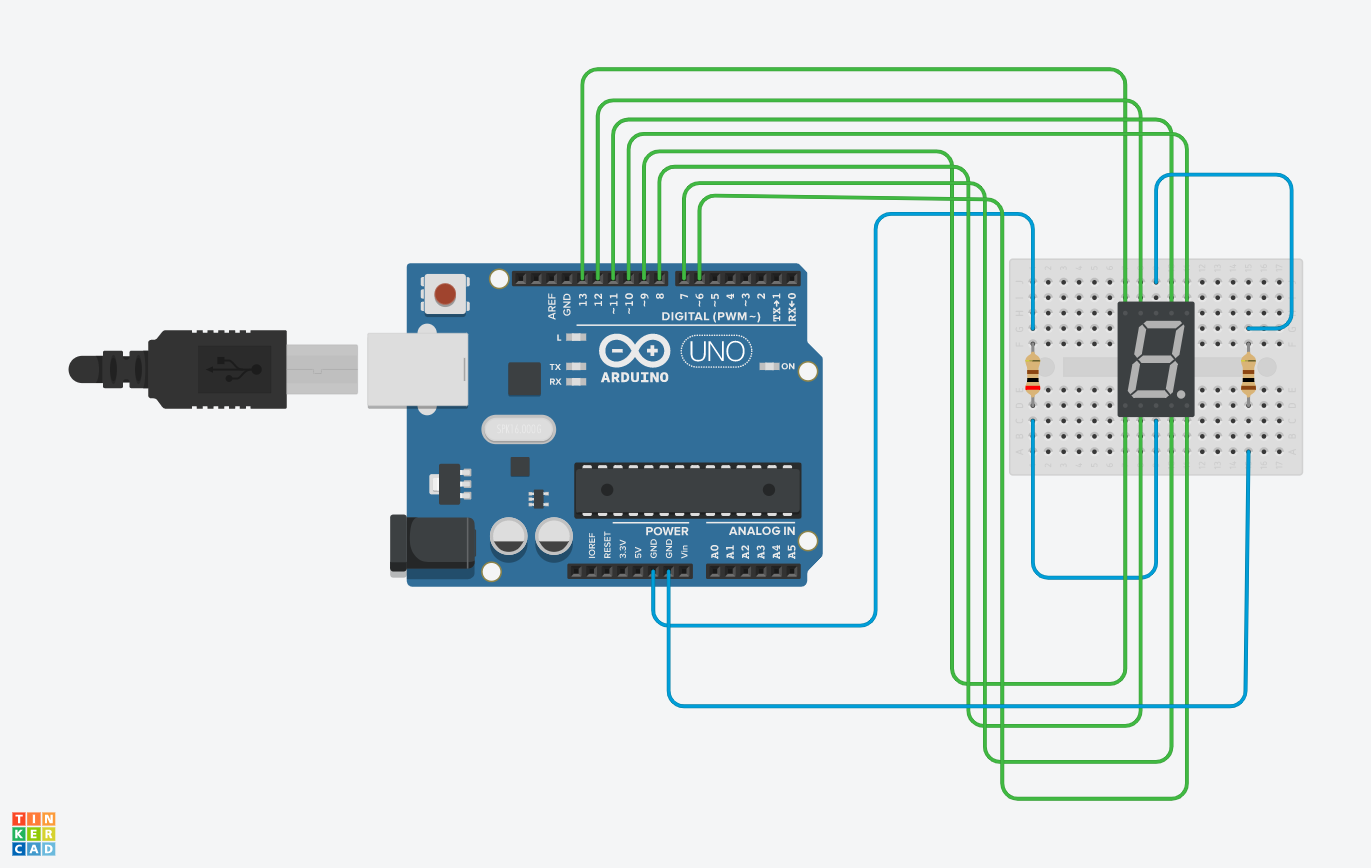 AREF
GND
13
12
~11
~10
~9
8
7
~6
~5
4
~3
2
TX→1
RX←0
DIGITAL (PWM~)
L
TX
RX
ARDUINO
UNO
ON
POWER
ANALOG IN
IOREF
RESET
3.3V
5V
GND
GND
Vin
A0
A1
A2
A3
A4
A5
TIN
KER
CAD